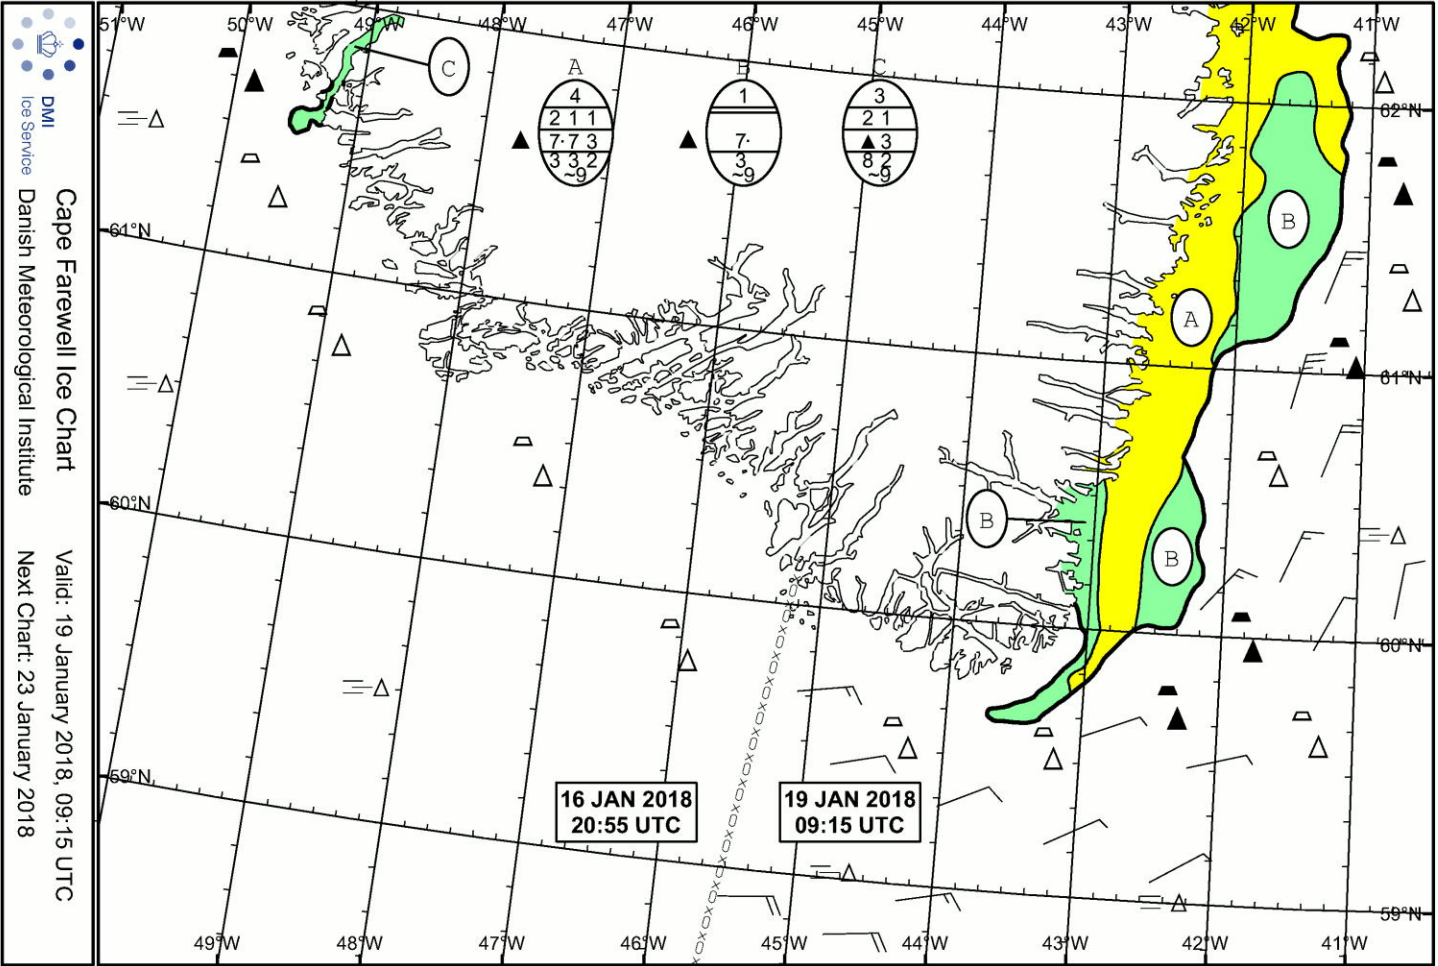 DMI
Ice Service
Cape Farewell Ice Chart
Danish Meteorological Institute
Valid: 19 January 2018, 09:15 UTC
Next Chart: 23 January 2018
51°W 50°W 49°W 48°W 47°W 46°W 45°W 44°W 43°W 42°W 41°W
C
A B C
4
2 1 1
7· 7 3
3 3 2
~9
1
7·
3
~9
3
2 1
▲ 3
8 2
~9
62°N
B
61°N
A
61°N
60°N
B
B
60°N
59°N
16 JAN 2018
20:55 UTC
19 JAN 2018
09:15 UTC
59°N
49°W 48°W 47°W 46°W 45°W 44°W 43°W 42°W 41°W